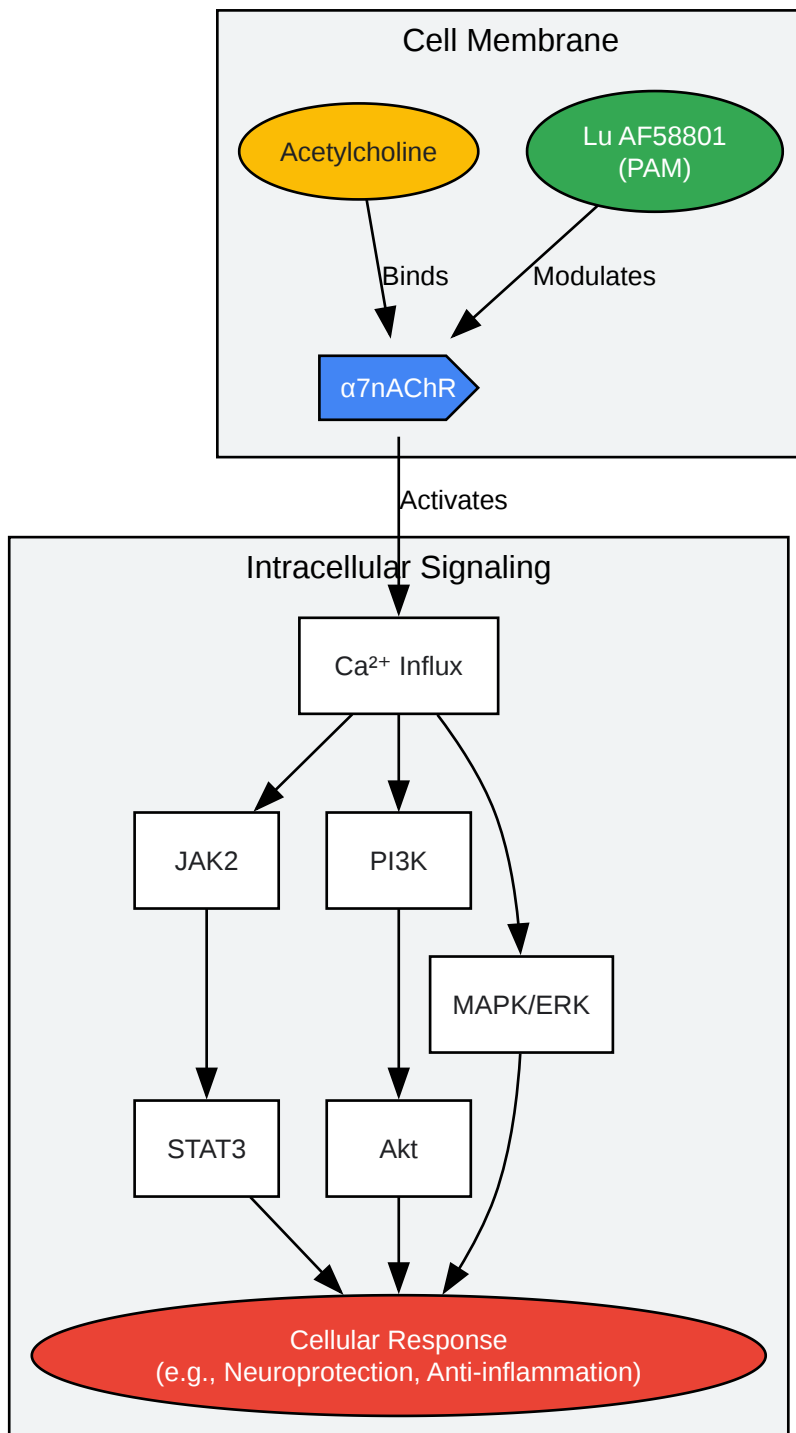 Cell Membrane
Acetylcholine
Lu AF58801
(PAM)
Binds
Modulates
α7nAChR
Activates
Intracellular Signaling
Ca²⁺ Influx
JAK2
PI3K
MAPK/ERK
STAT3
Akt
Cellular Response
(e.g., Neuroprotection, Anti-inflammation)